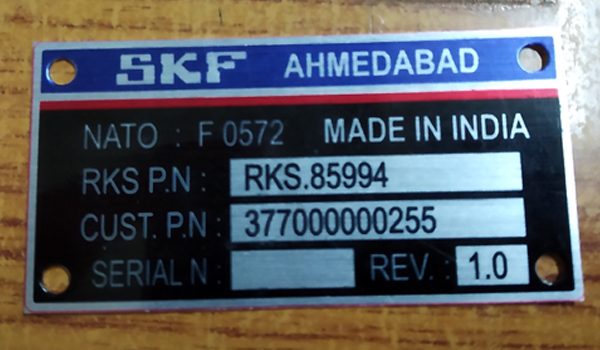 SKF AHMEDABAD
NATO : F 0572 MADE IN INDIA
RKS P.N : RKS.85994
CUST. P.N : 377000000255
SERIAL N : REV. : 1.0